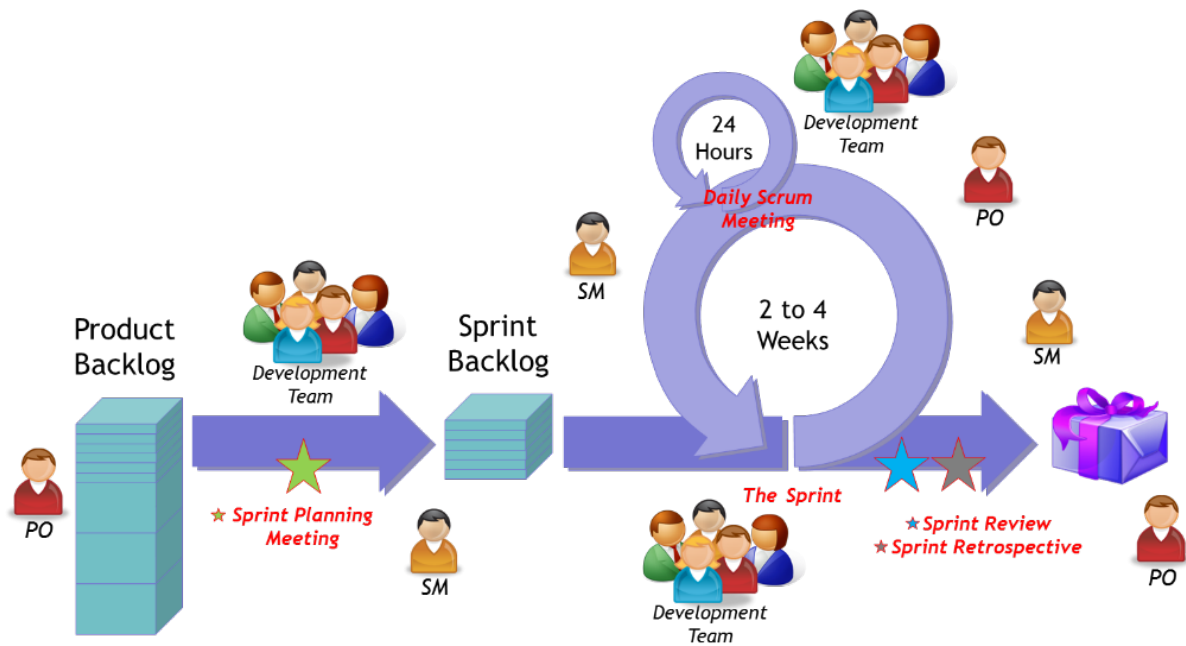 Product
Backlog
PO
Development
Team
Sprint Planning
Meeting
SM
Sprint
Backlog
SM
24
Hours
Daily Scrum
Meeting
2 to 4
Weeks
Development
Team
PO
SM
The Sprint
Development
Team
Sprint Review
Sprint Retrospective
PO